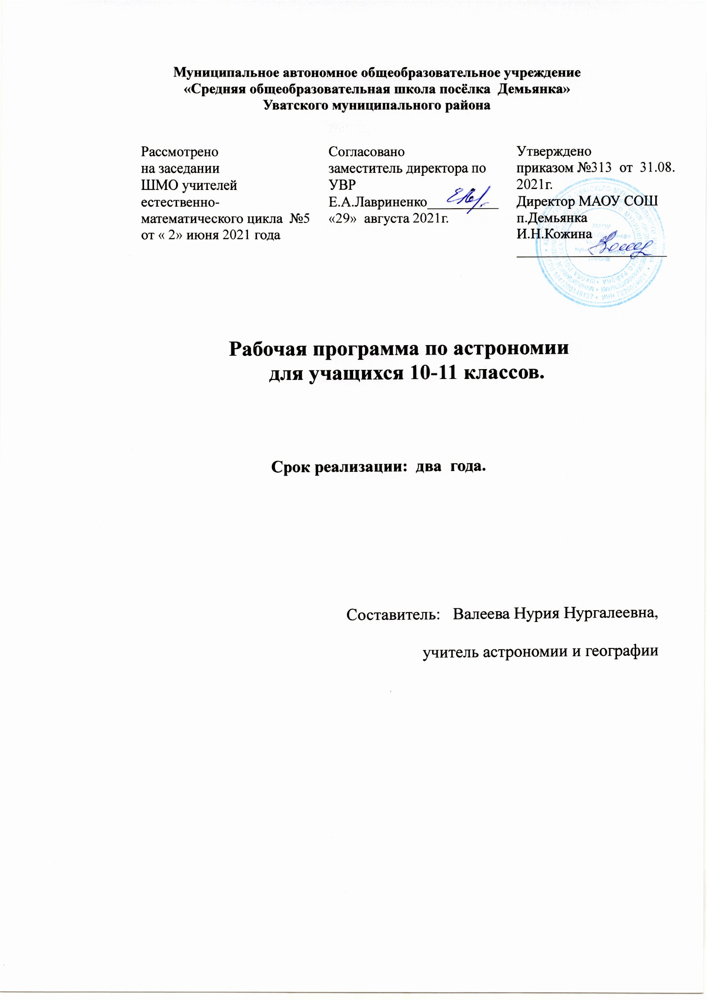 Муниципальное автономное общеобразовательное учреждение
«Средняя общеобразовательная школа посёлка Демьянка»
Уватского муниципального района
Рассмотрено
на заседании
ШМО учителей
естественно-
математического цикла №5
от « 2» июня 2021 года
Согласовано
заместитель директора по
УВР
Е.А.Лавриненко
«29» августа 2021г.
Утверждено
приказом №313 от 31.08.
2021г.
Директор МАОУ СОШ
п.Демьянка
И.Н.Кожина
МАОУ
района
Рабочая программа по астрономии
для учащихся 10-11 классов.
Срок реализации: два года.
Составитель: Валеева Нурия Нургалеевна,
учитель астрономии и географии